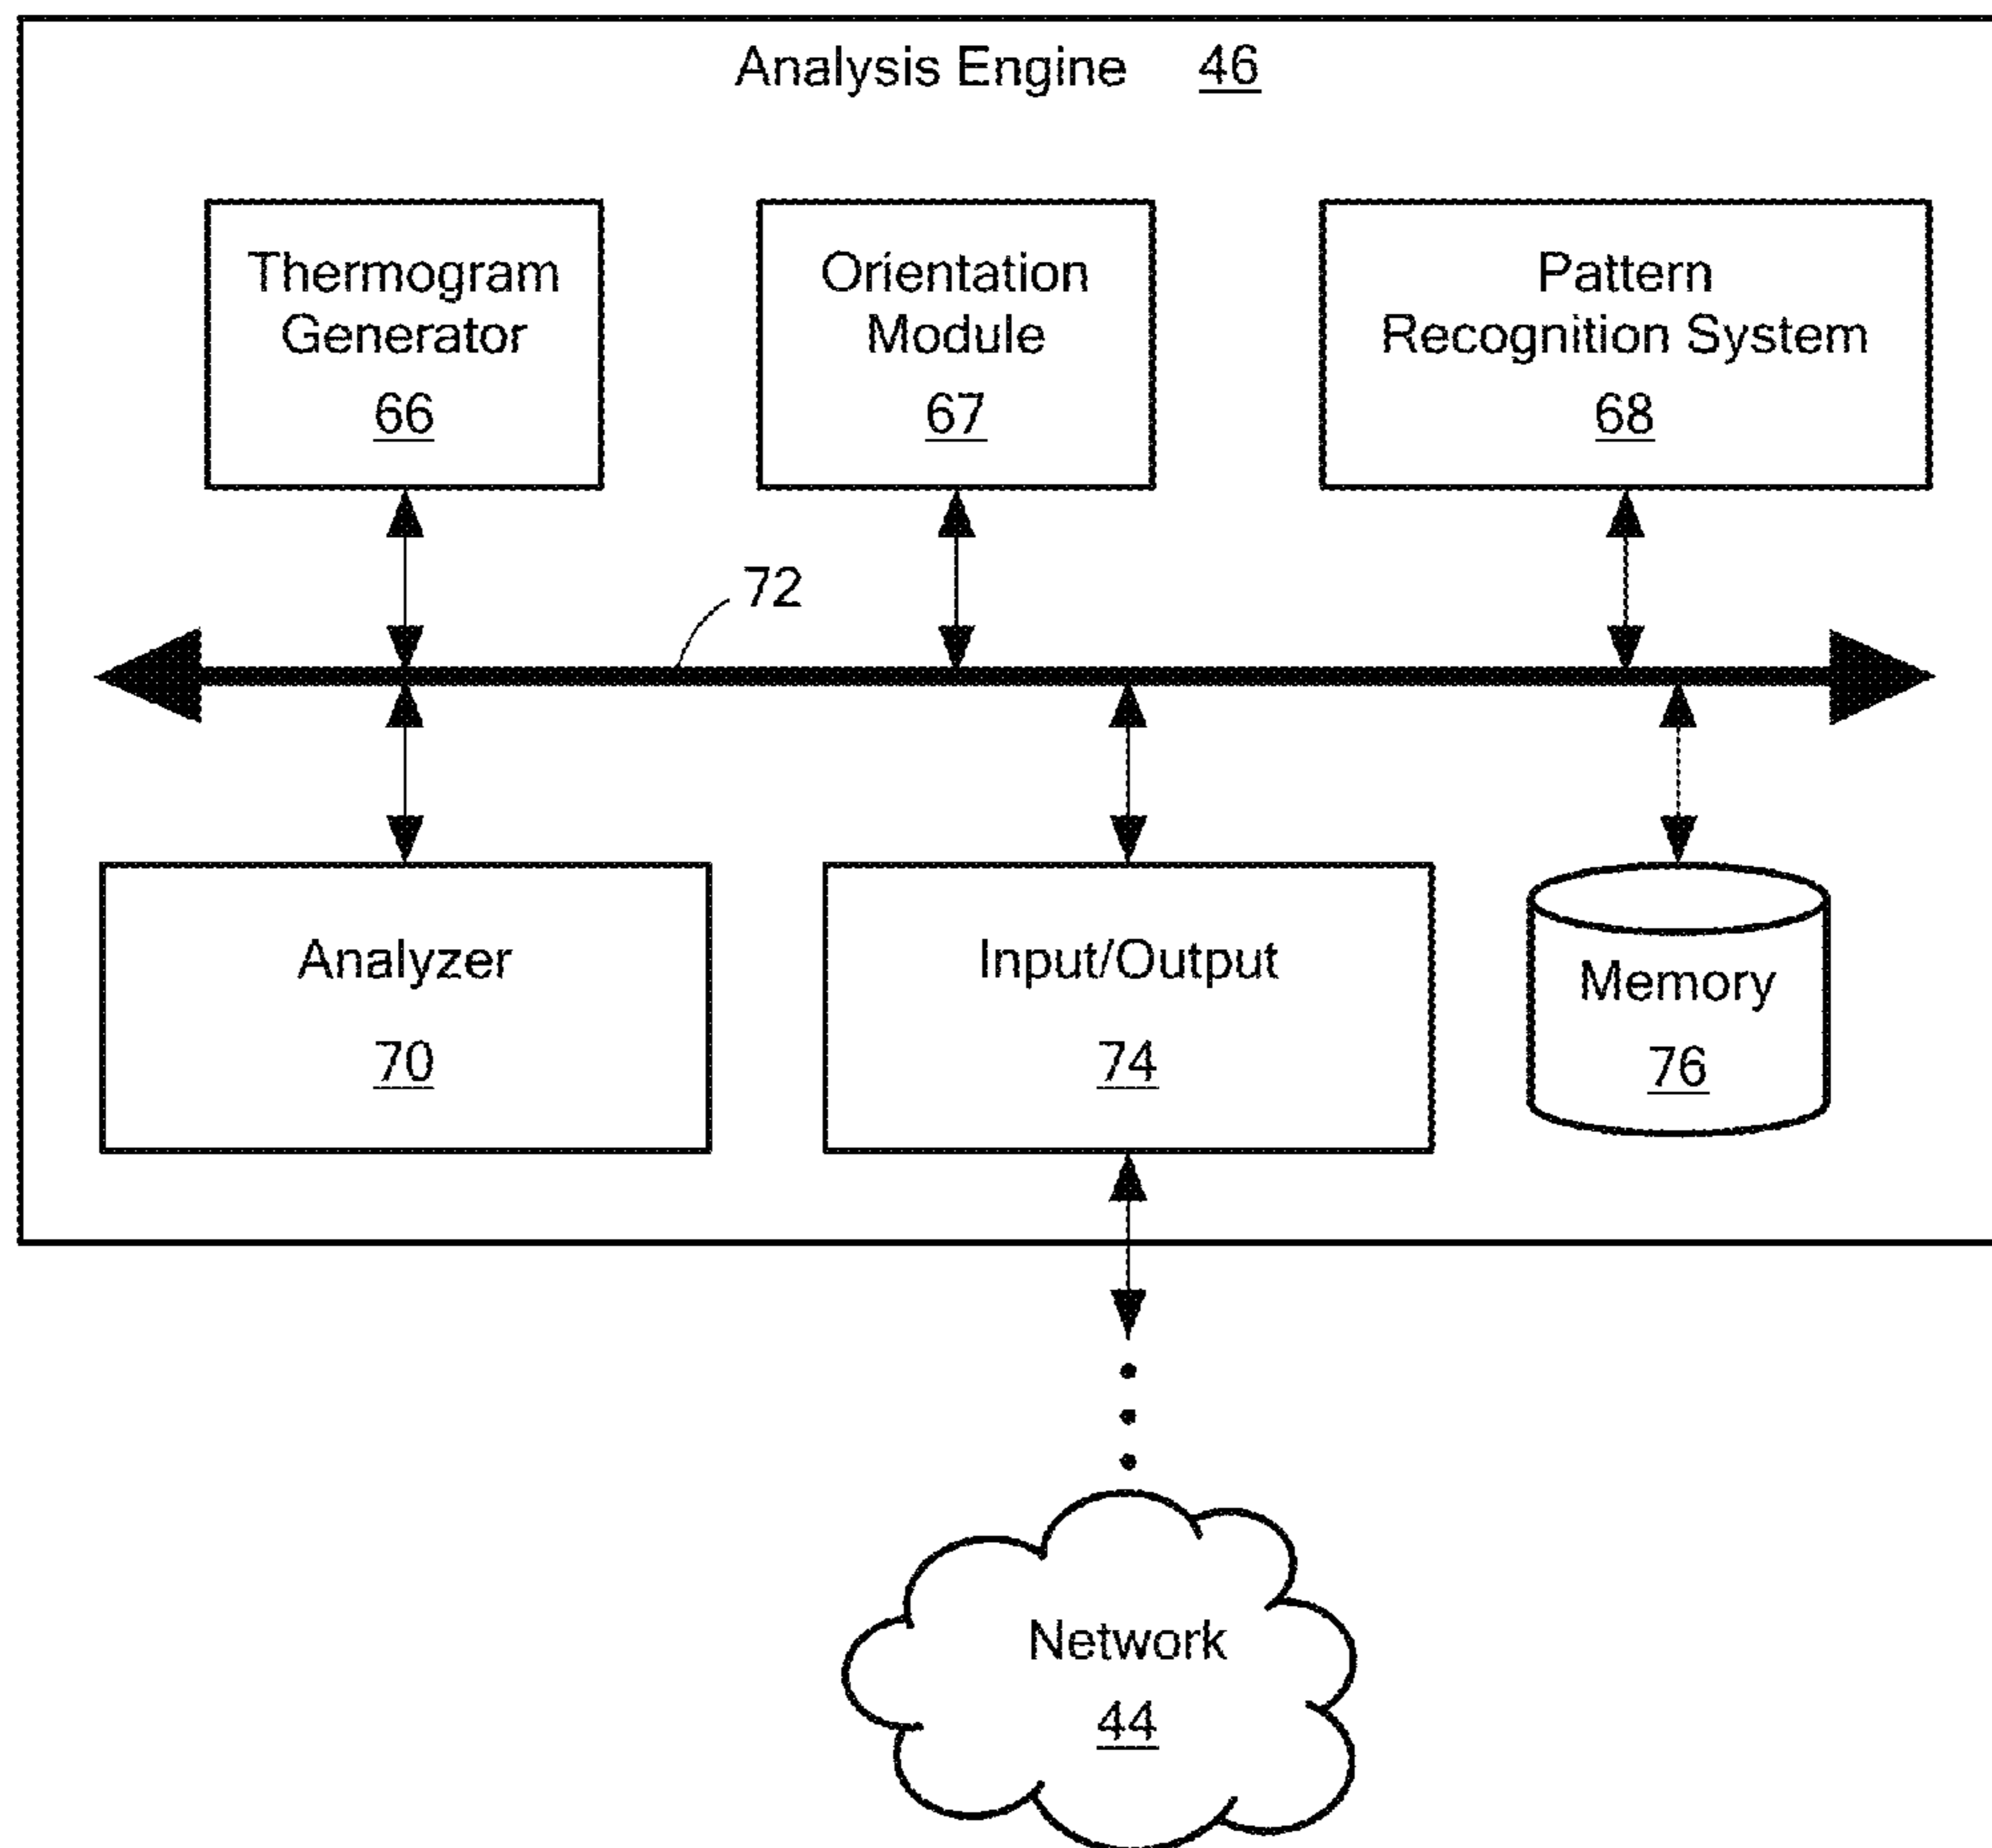 Analysis Engine 46
Thermogram
Generator
66
Orientation
Module
67
Pattern
Recognition System
68
72
Analyzer
70
Input/Output
74
Memory
76
Network
44